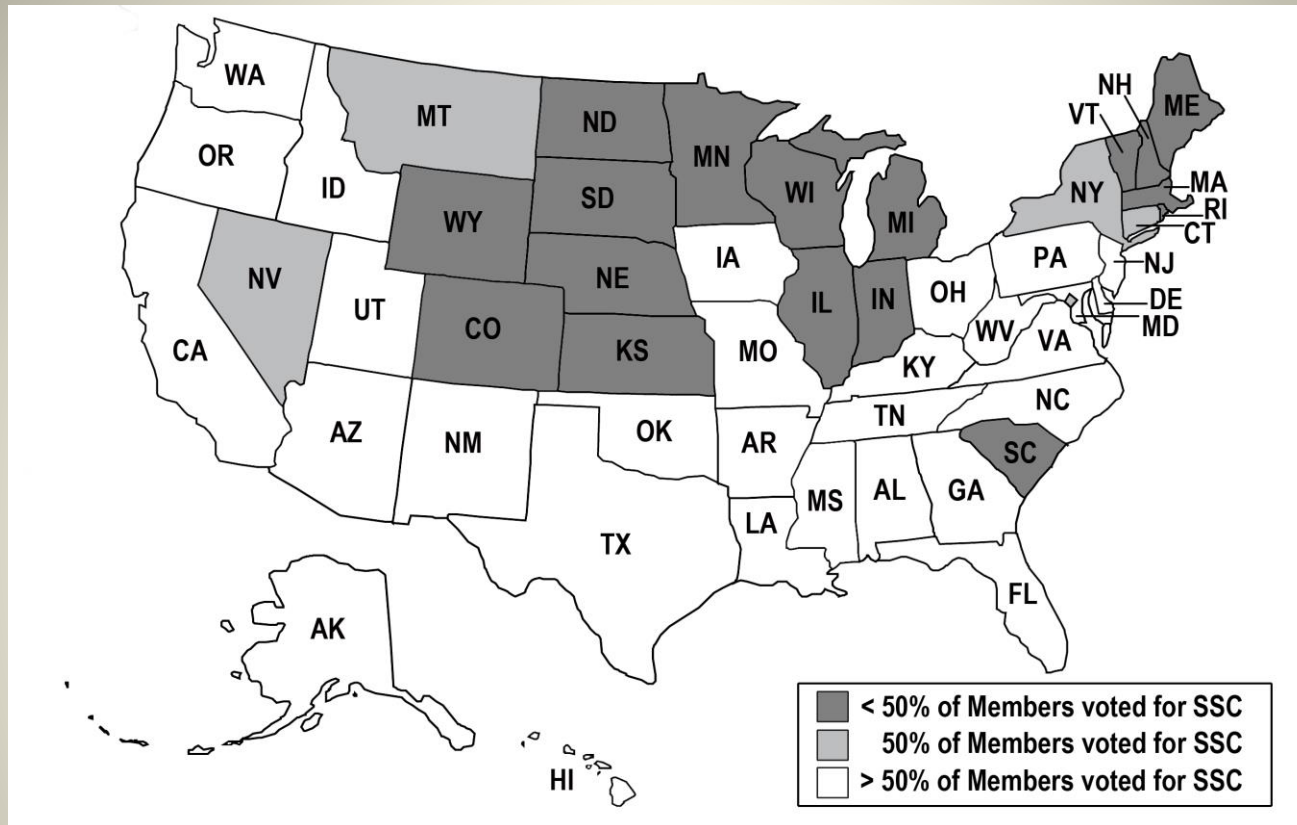 WA
MT
ND
MN
NH
VT
ME
OR
ID
WY
SD
WI
MI
NY
MA
RI
CT
NV
UT
NE
IA
IL
IN
OH
PA
NJ
DE
MD
CA
CO
KS
MO
WV
VA
KY
NC
TN
AZ
NM
OK
AR
SC
MS
AL
GA
LA
TX
FL
AK
HI
< 50% of Members voted for SSC
50% of Members voted for SSC
> 50% of Members voted for SSC